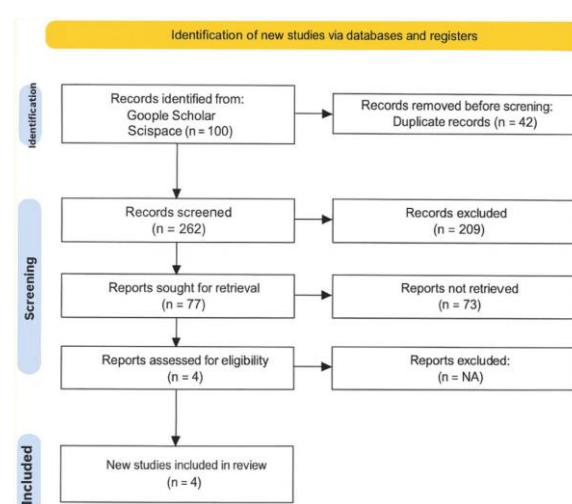 Identification of new studies via databases and registers
Identification
Records identified from:
Goople Scholar
Scispace (n = 100)
Records removed before screning:
Duplicate records (n = 42)
Screening
Records screened
(n = 262)
Records excluded
(n = 209)
Reports sought for retrieval
(n = 77)
Reports not retrieved
(n = 73)
Reports assessed for eligibility
(n = 4)
Reports excluded:
(n = NA)
Included
New studies included in review
(n = 4)